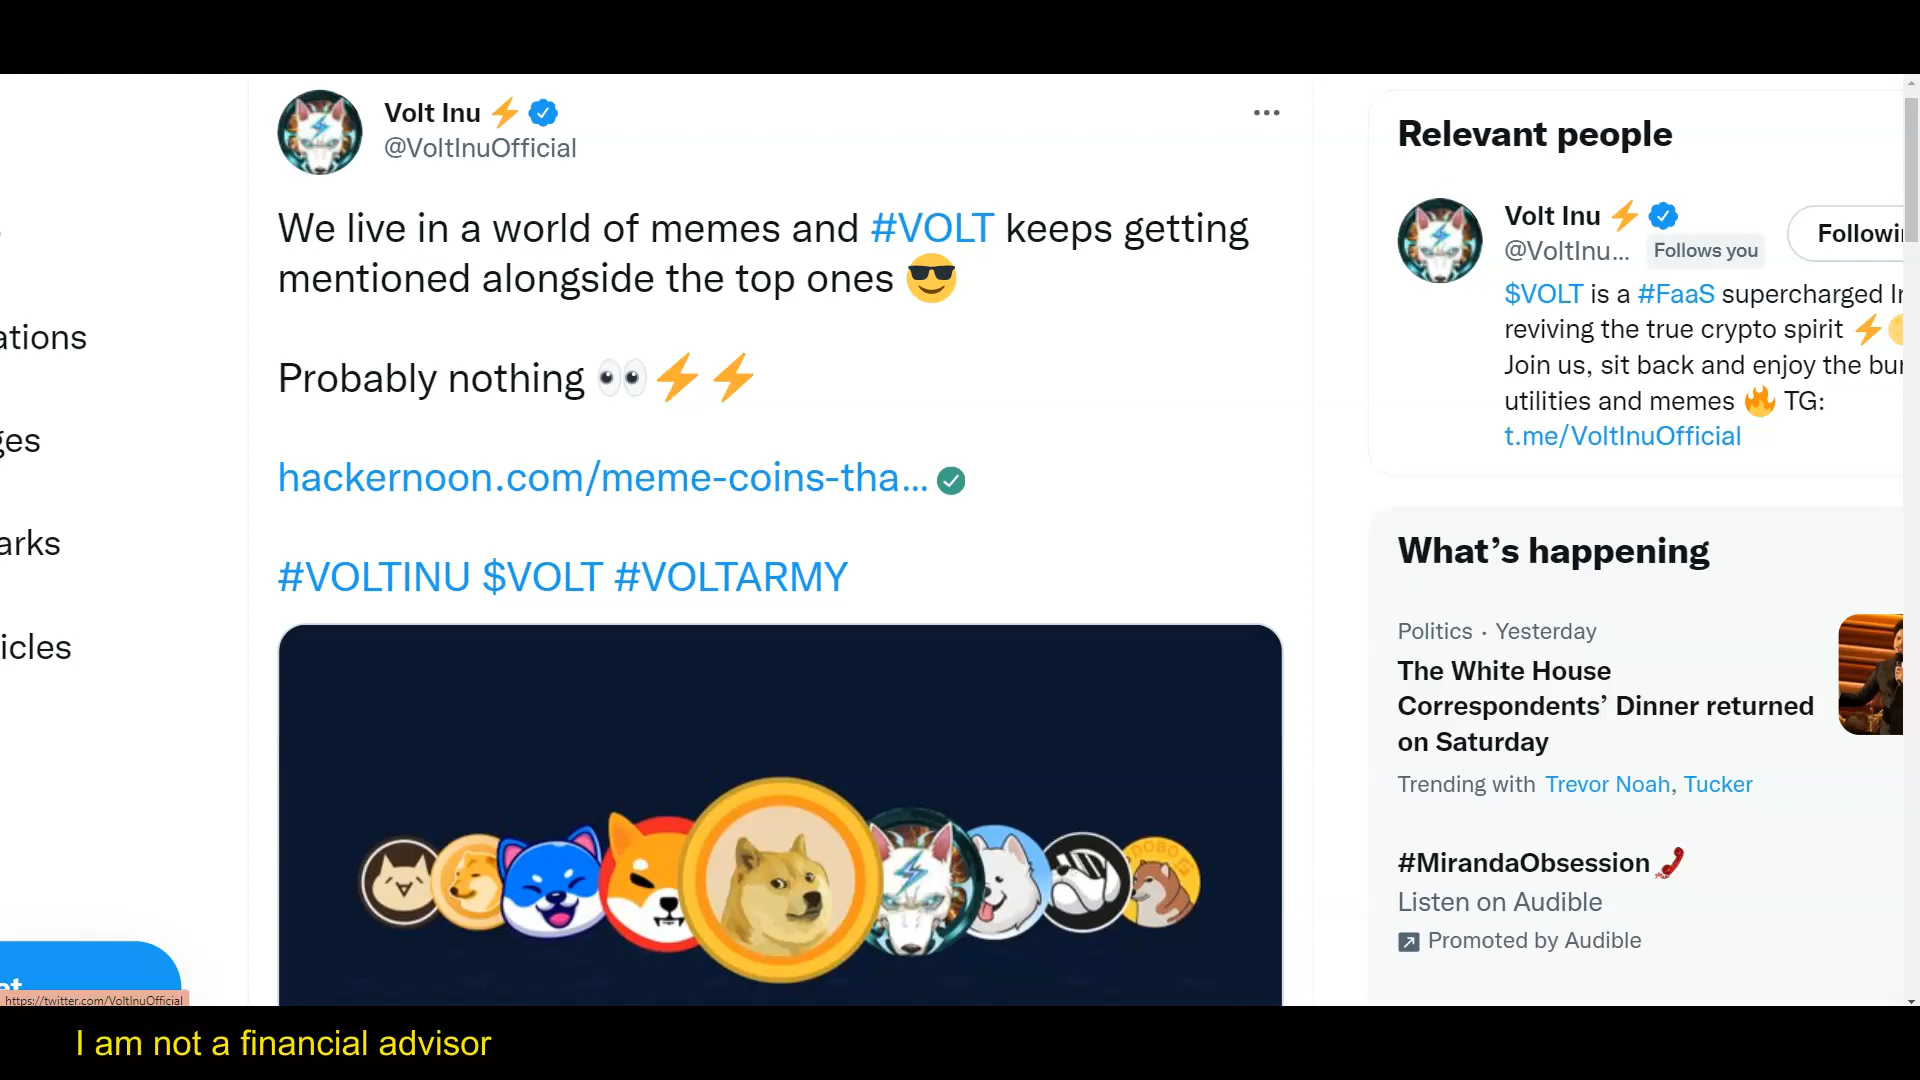 Volt Inu ⚡
@VoltInuOfficial
We live in a world of memes and #VOLT keeps getting
mentioned alongside the top ones 😎
Probably nothing 👀⚡⚡
hackernoon.com/meme-coins-tha...
#VOLTINU $VOLT #VOLTARMY
ations
ges
arks
icles
https://twitter.com/VoltInuOfficial
Relevant people
Volt Inu ⚡
@VoltInu... Follows you
Followi
$VOLT is a #FaaS supercharged I
reviving the true crypto spirit ⚡
Join us, sit back and enjoy the bu
utilities and memes 🔥 TG:
t.me/VoltInuOfficial
What's happening
Politics · Yesterday
The White House
Correspondents' Dinner returned
on Saturday
Trending with Trevor Noah, Tucker
#MirandaObsession
Listen on Audible
Promoted by Audible
I am not a financial advisor